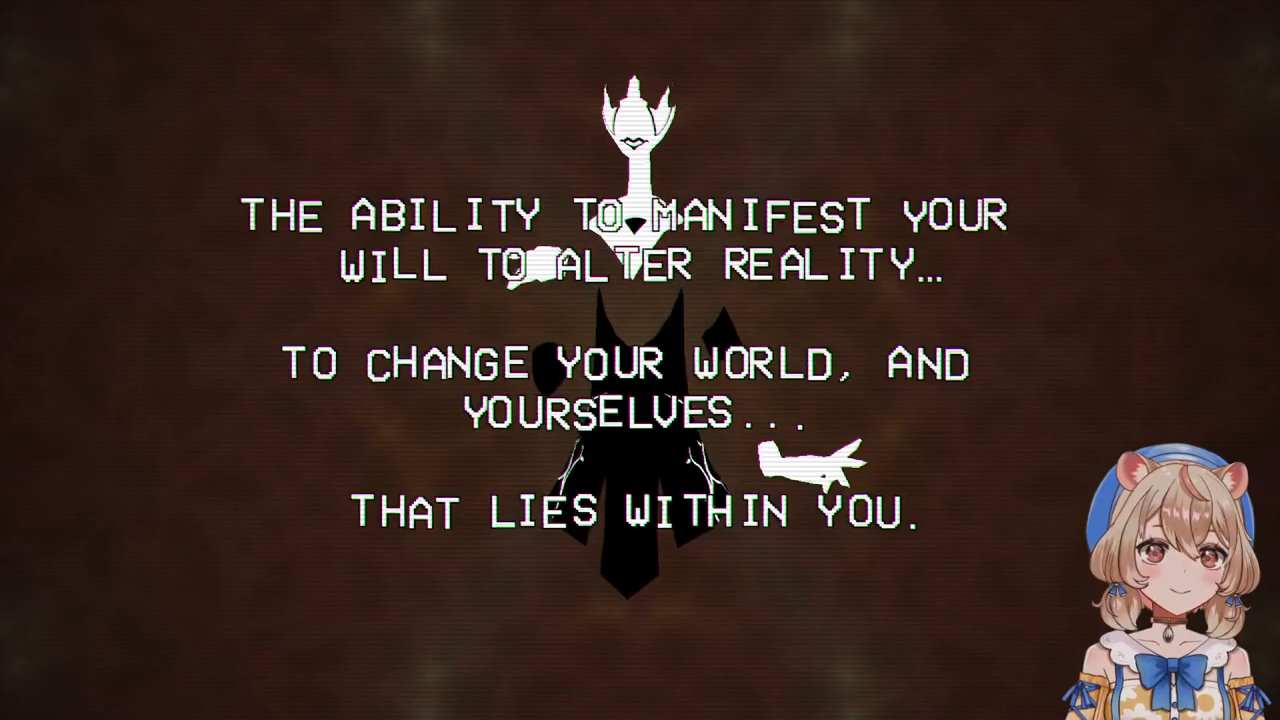 THE ABILITY TO MANIFEST YOUR
WILL TO ALTER REALITY...
TO CHANGE YOUR WORLD, AND
YOURSELVES...
THAT LIES WITHIN YOU.